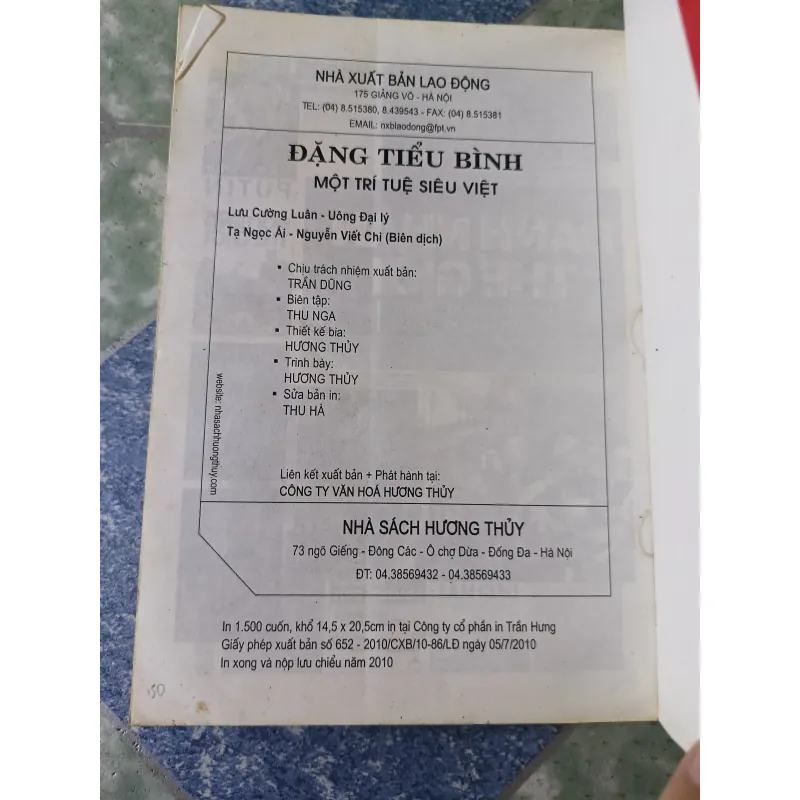 NHÀ XUẤT BẢN LAO ĐỘNG
175 GIẢNG VÕ - HÀ NỘI
TEL: (04) 8.515380, 8.439543 - FAX: (04) 8.515381
EMAIL: nxblaodong@fpt.vn
ĐẶNG TIỂU BÌNH
MỘT TRÍ TUỆ SIÊU VIỆT
Lưu Cường Luân - Uông Đại lý
Tạ Ngọc Ái - Nguyễn Viết Chi (Biên dịch)
▪ Chịu trách nhiệm xuất bản:
TRẦN DŨNG
▪ Biên tập:
THU NGA
▪ Thiết kế bìa:
HƯƠNG THỦY
▪ Trình bày:
HƯƠNG THỦY
▪ Sửa bản in:
THU HÀ
website: nhasachhuongthuy.com
Liên kết xuất bản + Phát hành tại:
CÔNG TY VĂN HOÁ HƯƠNG THỦY
NHÀ SÁCH HƯƠNG THỦY
73 ngõ Giếng - Đông Các - Ô chợ Dừa - Đống Đa - Hà Nội
ĐT: 04.38569432 - 04.38569433
In 1.500 cuốn, khổ 14,5 x 20,5cm in tại Công ty cổ phần in Trần Hưng
Giấy phép xuất bản số 652 - 2010/CXB/10-86/LĐ ngày 05/7/2010
In xong và nộp lưu chiểu năm 2010